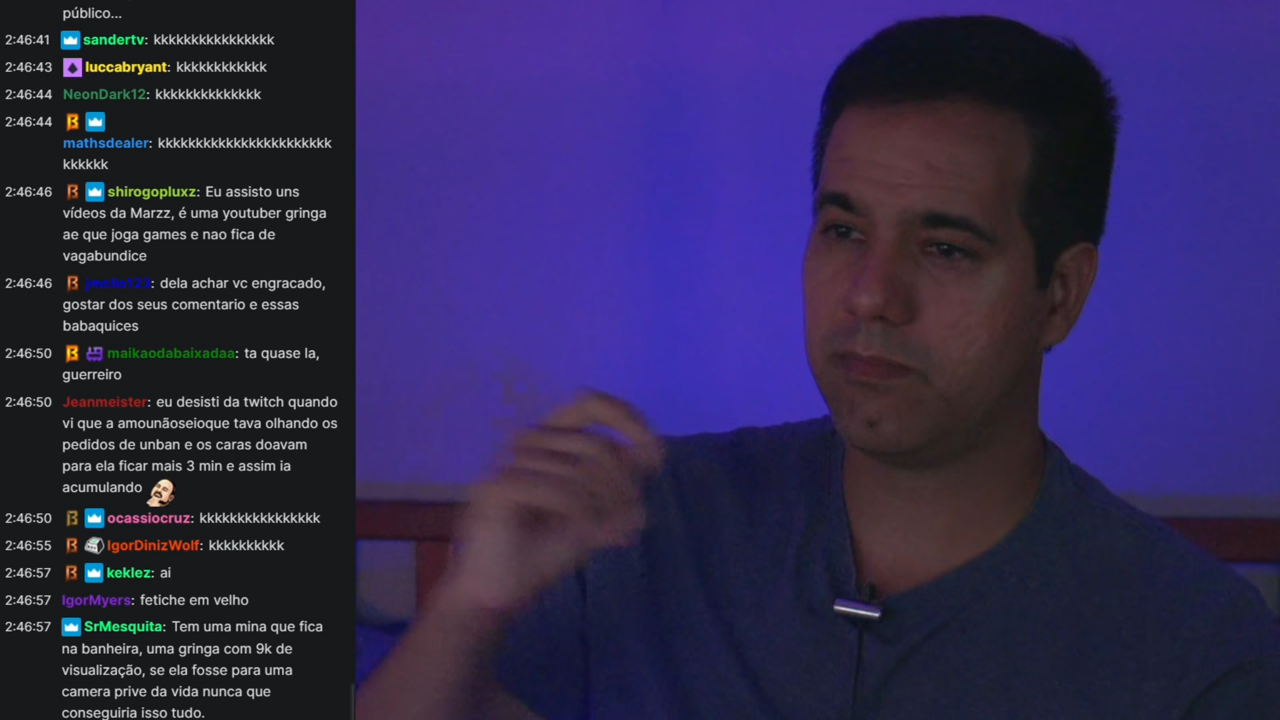 público...
2:46:41 sandertv: kkkkkkkkkkkkkkkk
2:46:43 luccabryant: kkkkkkkkkkkk
2:46:44 NeonDark12: kkkkkkkkkkkkkk
2:46:44
mathsdealer: kkkkkkkkkkkkkkkkkkkkkkk
kkkkkk
2:46:46 shirogopluxz: Eu assisto uns
vídeos da Marzz, é uma youtuber gringa
ae que joga games e nao fica de
vagabundice
2:46:46 : dela achar vc engracado,
gostar dos seus comentario e essas
babaquices
2:46:50 maikaodabaixadaa: ta quase la,
guerreiro
2:46:50 Jeanmeister: eu desisti da twitch quando
vi que a amounãoseioque tava olhando os
pedidos de unban e os caras doavam
para ela ficar mais 3 min e assim ia
acumulando
2:46:50 ocassiocruz: kkkkkkkkkkkkkkkk
2:46:55 IgorDinizWolf: kkkkkkkkkk
2:46:57 keklez: ai
2:46:57 IgorMyers: fetiche em velho
2:46:57 SrMesquita: Tem uma mina que fica
na banheira, uma gringa com 9k de
visualização, se ela fosse para uma
camera prive da vida nunca que
conseguiria isso tudo.